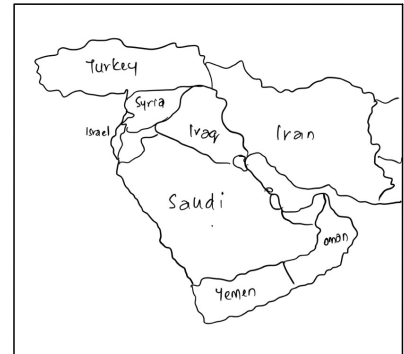 Turkey
Syria
Israel
Iraq
Iran
Saudi
Oman
Yemen